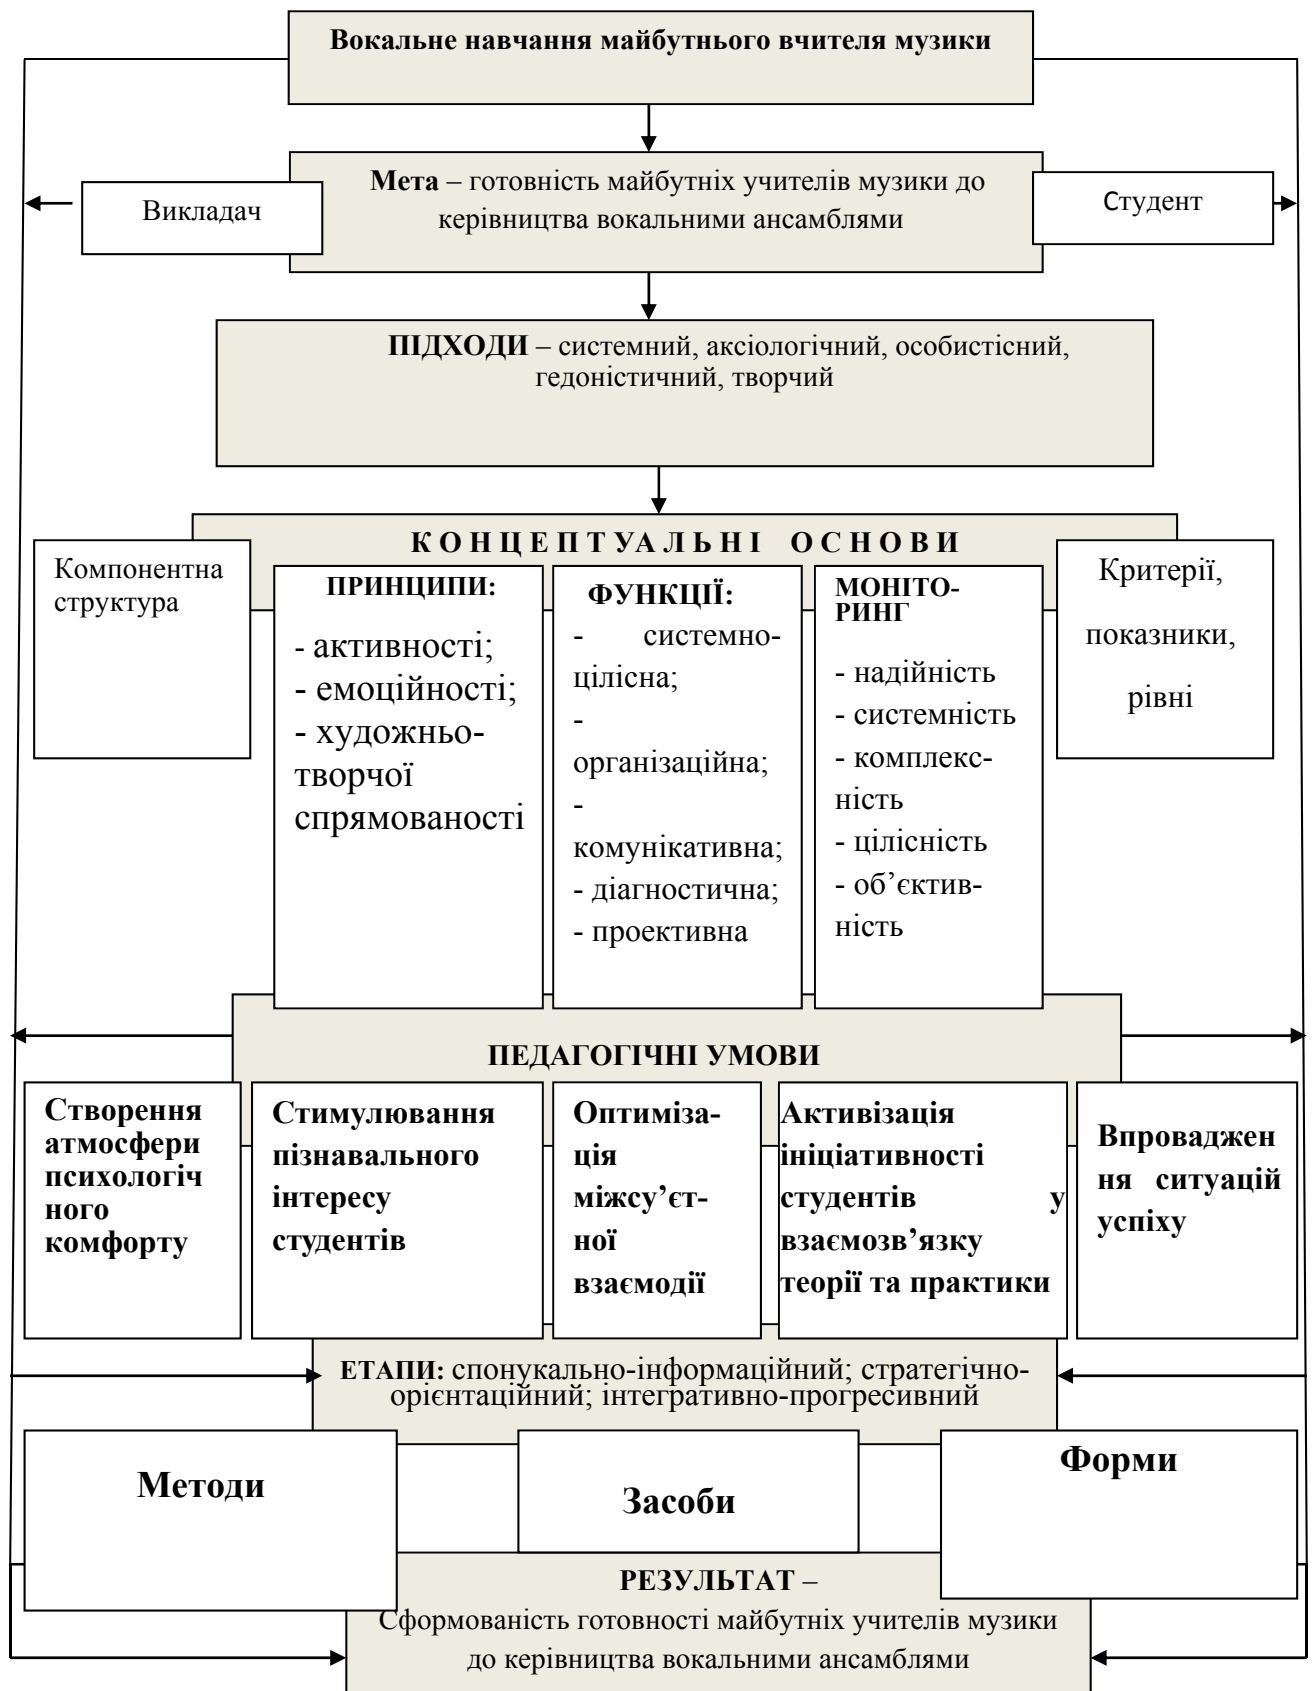 Вокальне навчання майбутнього вчителя музики
Мета – готовність майбутніх учителів музики до
керівництва вокальними ансамблями
Викладач
Студент
ПІДХОДИ – системний, аксіологічний, особистісний,
гедоністичний, творчий
К О Н Ц Е П Т УА Л Ь Н І О С Н О В И
Компонентна
структура
ПРИНЦИПИ:
- активності;
- емоційності;
- художньо-
творчої
спрямованості
ФУНКЦІЇ:
- системно-
цілісна;
-
організаційна;
-
комунікативна;
- діагностична;
- проективна
МОНІТО-
РИНГ
- надійність
- системність
- комплекс-
ність
- цілісність
- об’єктив-
ність
Критерії,
показники,
рівні
ПЕДАГОГІЧНІ УМОВИ
Створення
атмосфери
психологіч
ного
комфорту
Стимулювання
пізнавального
інтересу
студентів
Оптиміза-
ція
міжсу’єт-
ної
взаємодії
Активізація
ініціативності
студентів у
взаємозв’язку
теорії та практики
Впроваджен
ня ситуацій
успіху
ЕТАПИ: спонукально-інформаційний; стратегічно-
орієнтаційний; інтегративно-прогресивний
Методи
Засоби
Форми
РЕЗУЛЬТАТ –
Сформованість готовності майбутніх учителів музики
до керівництва вокальними ансамблями